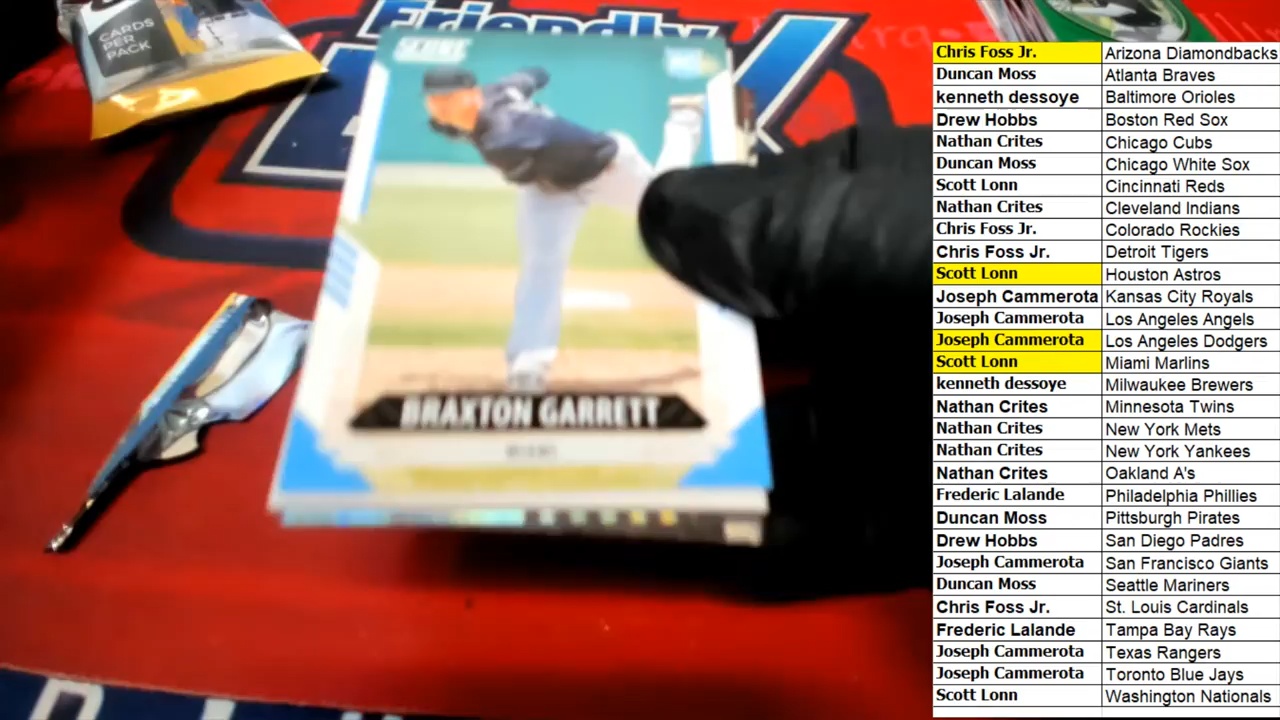 CARDS
PER
PACK
Friendly
SCORE
BRAXTON GARRETT
MIAMI
Chris Foss Jr. Arizona Diamondbacks
Duncan Moss Atlanta Braves
kenneth dessoye Baltimore Orioles
Drew Hobbs Boston Red Sox
Nathan Crites Chicago Cubs
Duncan Moss Chicago White Sox
Scott Lonn Cincinnati Reds
Nathan Crites Cleveland Indians
Chris Foss Jr. Colorado Rockies
Chris Foss Jr. Detroit Tigers
Scott Lonn Houston Astros
Joseph Cammerota Kansas City Royals
Joseph Cammerota Los Angeles Angels
Joseph Cammerota Los Angeles Dodgers
Scott Lonn Miami Marlins
kenneth dessoye Milwaukee Brewers
Nathan Crites Minnesota Twins
Nathan Crites New York Mets
Nathan Crites New York Yankees
Nathan Crites Oakland A's
Frederic Lalande Philadelphia Phillies
Duncan Moss Pittsburgh Pirates
Drew Hobbs San Diego Padres
Joseph Cammerota San Francisco Giants
Duncan Moss Seattle Mariners
Chris Foss Jr. St. Louis Cardinals
Frederic Lalande Tampa Bay Rays
Joseph Cammerota Texas Rangers
Joseph Cammerota Toronto Blue Jays
Scott Lonn Washington Nationals